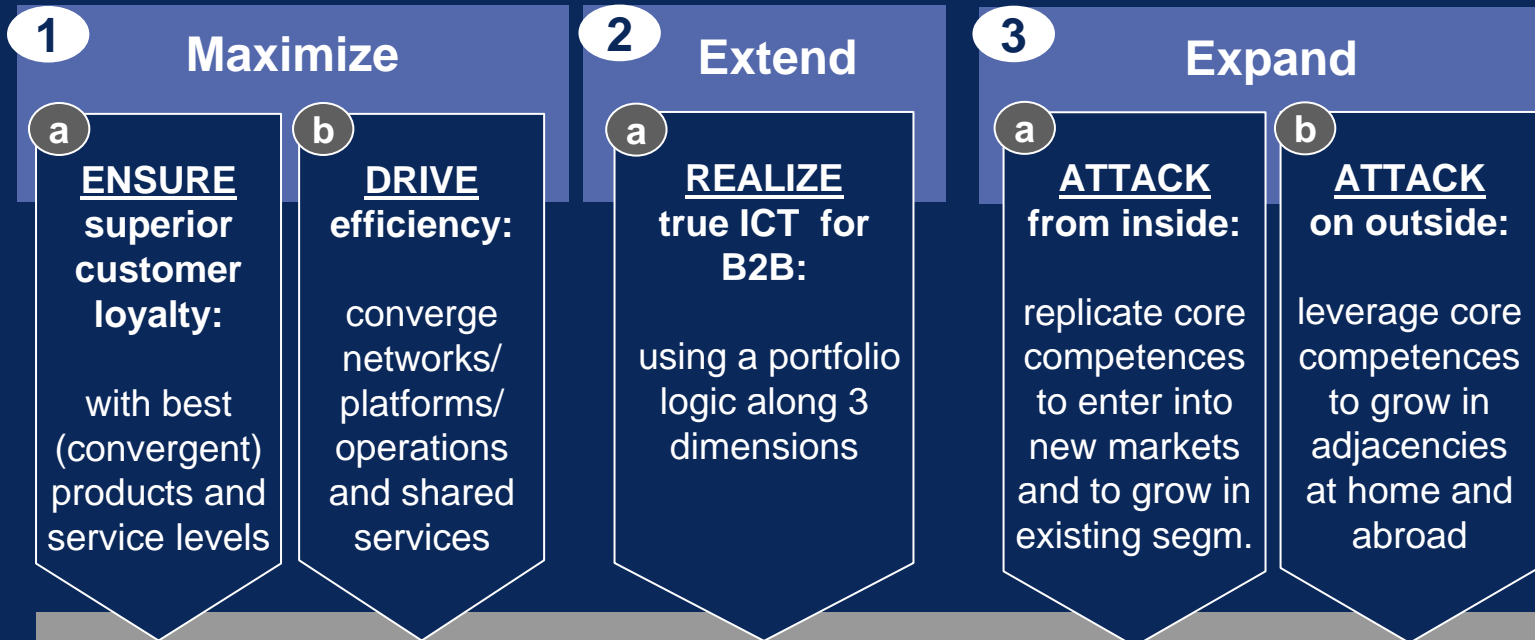 1
Maximize
a
ENSURE
superior
customer
loyalty:
with best
(convergent)
products and
service levels
b
DRIVE
efficiency:
converge
networks/
platforms/
operations
and shared
services
2
Extend
a
REALIZE
true ICT for
B2B:
using a portfolio
logic along 3
dimensions
3
Expand
a
ATTACK
from inside:
replicate core
competences
to enter into
new markets
and to grow in
existing segm.
b
ATTACK
on outside:
leverage core
competences
to grow in
adjacencies
at home and
abroad